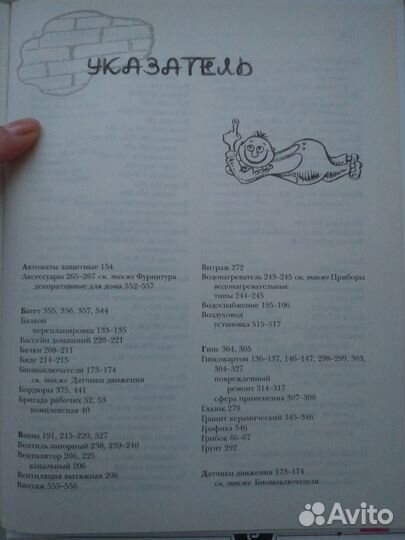 УКАЗАТЕЛЬ
Автоматы защитные 154
Аксессуары 265–267 см. также Фурнитура
декоративные для дома 552–557
Багет 355, 356, 357, 544
Балкон
перепланировка 133–135
Бассейн домашний 220–221
Бачки 208–211
Биде 214–215
Биовыключатели 173–174
см. также Датчики движения
Бордюры 375, 441
Бригада рабочих 52, 53
комплексная 40
Ванна 191, 215–220, 527
Вентиль запорный 238, 239–240
Вентилятор 206, 225
канальный 206
Вентиляция вытяжная 206
Винтаж 555–556
Витраж 272
Водонагреватель 243–245 см. также Приборы
водонагревательные
типы 244–245
Водоснабжение 195–196
Воздуховод
установка 515–517
Гипс 304, 305
Гипсокартон 136–137, 146–147, 298–299, 303,
304–327
поврежденный
ремонт 314–317
сфера применения 307–308
Глазок 279
Гранит керамический 345–346
Графика 546
Грибок 66–67
Грунт 292
Датчики движения 173–174
см. также Биовыключатели
Avito